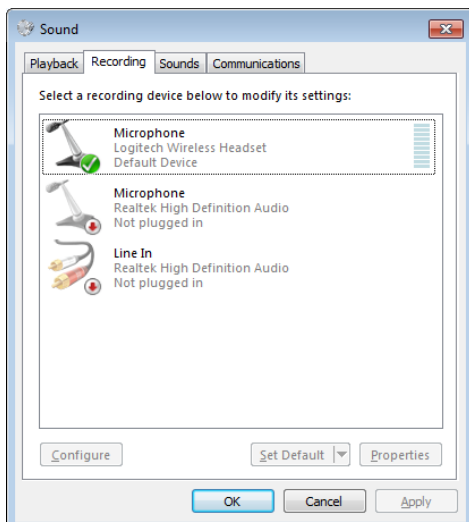 Sound
Playback Recording Sounds Communications
Select a recording device below to modify its settings:
Microphone
Logitech Wireless Headset
Default Device
Microphone
Realtek High Definition Audio
Not plugged in
Line In
Realtek High Definition Audio
Not plugged in
Configure Set Default Properties
OK Cancel Apply